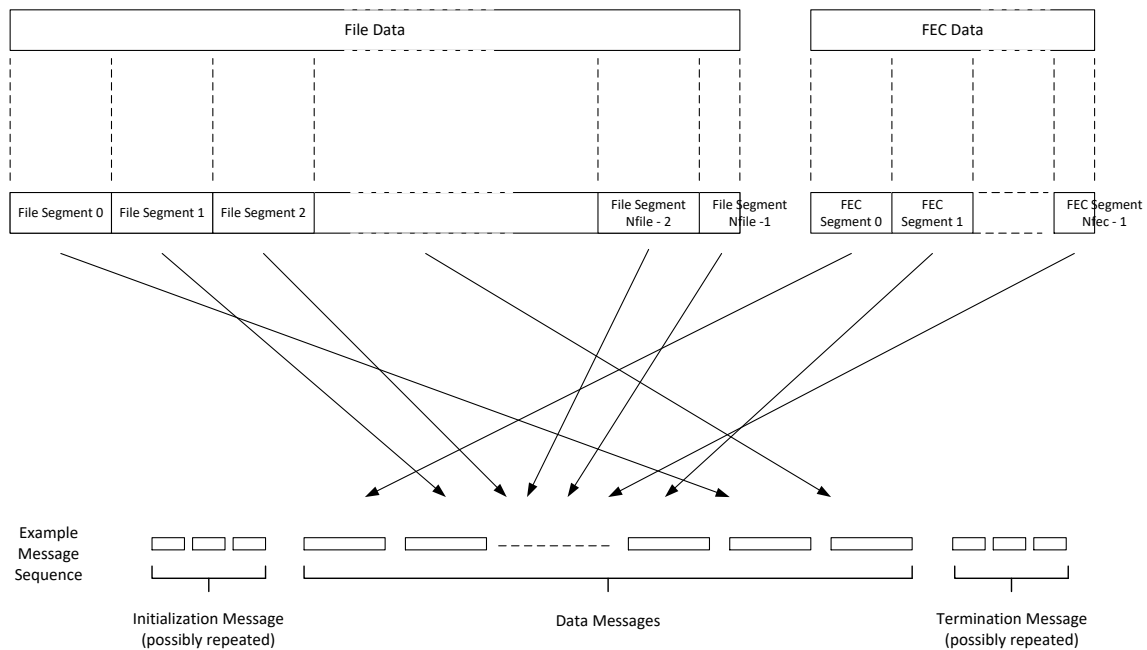 File Data
FEC Data
File Segment 0
File Segment 1
File Segment 2
File Segment
Nfile - 2
File Segment
Nfile -1
FEC
Segment 0
FEC
Segment 1
FEC Segment
Nfec - 1
Example
Message
Sequence
Initialization Message
(possibly repeated)
Data Messages
Termination Message
(possibly repeated)